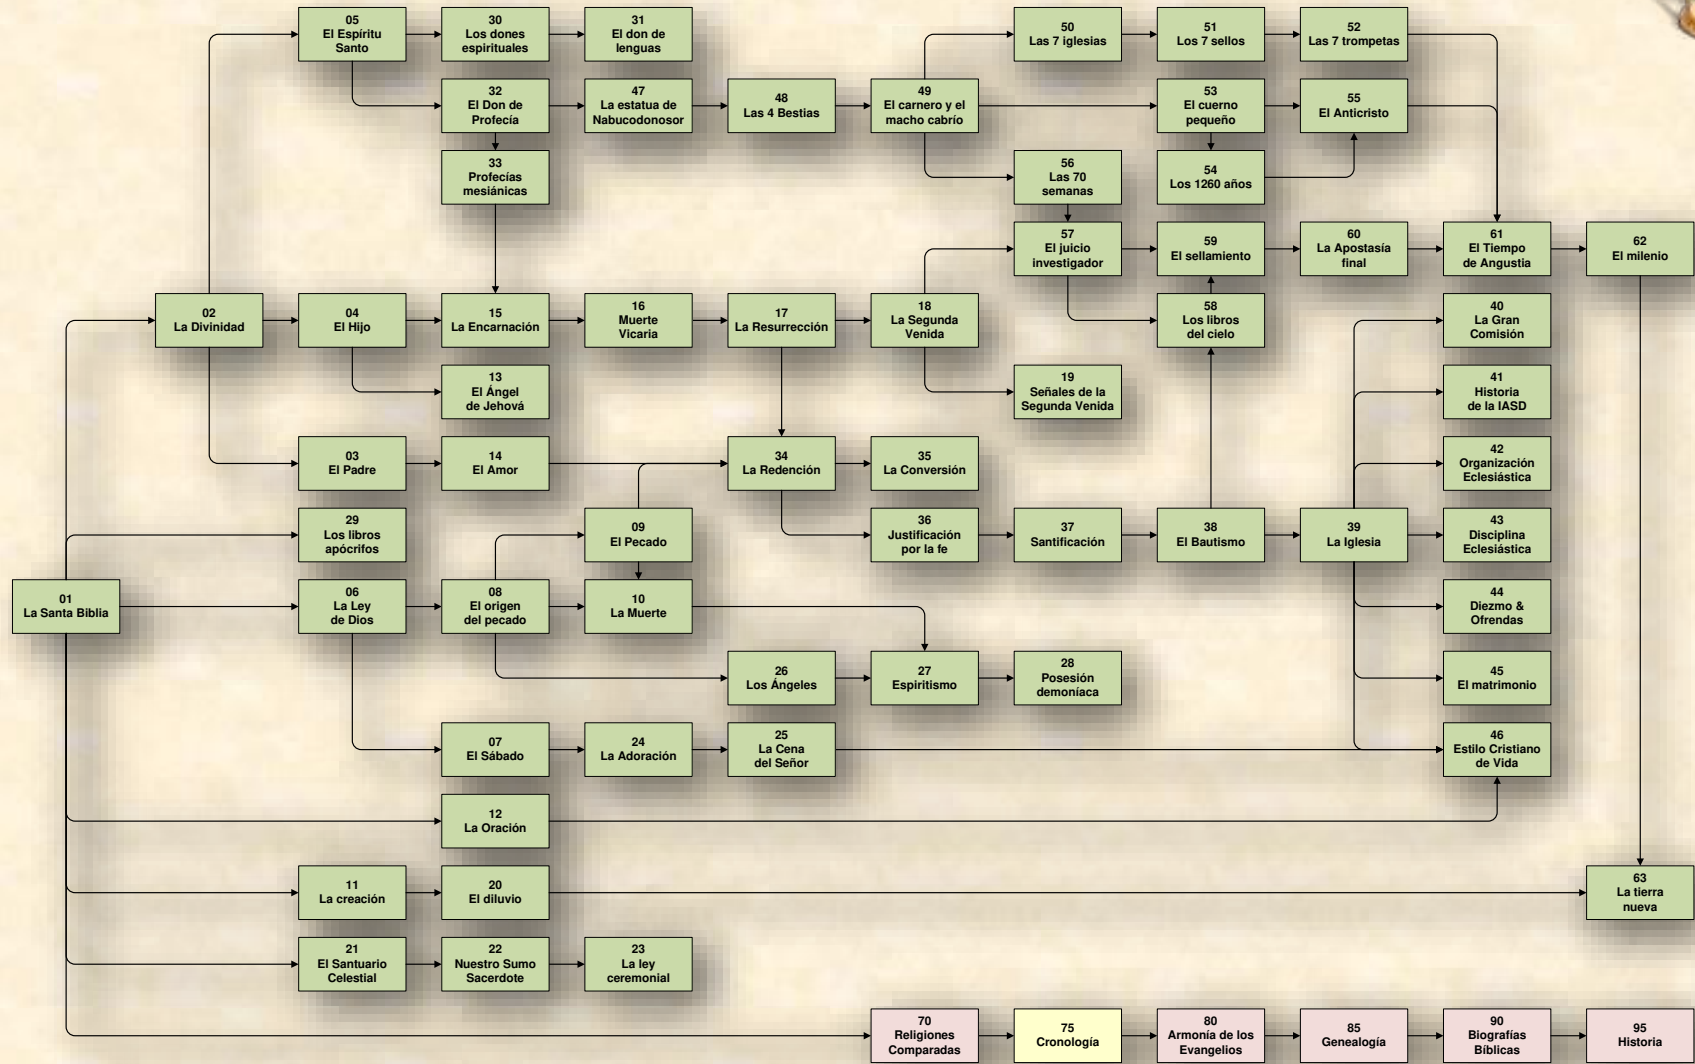 05
El Espíritu
Santo
30
Los dones
espirituales
31
El don de
lenguas
50
Las 7 iglesias
51
Los 7 sellos
52
Las 7 trompetas
32
El Don de
Profecía
47
La estatua de
Nabucodonosor
48
Las 4 Bestias
49
El carnero y el
macho cabrío
53
El cuerno
pequeño
55
El Anticristo
33
Profecías
mesiánicas
56
Las 70
semanas
54
Los 1260 años
57
El juicio
investigador
59
El sellamiento
60
La Apostasía
final
61
El Tiempo
de Angustia
62
El milenio
02
La Divinidad
04
El Hijo
15
La Encarnación
16
Muerte
Vicaria
17
La Resurrección
18
La Segunda
Venida
58
Los libros
del cielo
40
La Gran
Comisión
13
El Ángel
de Jehová
19
Señales de la
Segunda Venida
41
Historia
de la IASD
03
El Padre
14
El Amor
34
La Redención
35
La Conversión
42
Organización
Eclesiástica
29
Los libros
apócrifos
09
El Pecado
36
Justificación
por la fe
37
Santificación
38
El Bautismo
39
La Iglesia
43
Disciplina
Eclesiástica
01
La Santa Biblia
06
La Ley
de Dios
08
El origen
del pecado
10
La Muerte
44
Diezmo &
Ofrendas
26
Los Ángeles
27
Espiritismo
28
Posesión
demoníaca
45
El matrimonio
07
El Sábado
24
La Adoración
25
La Cena
del Señor
46
Estilo Cristiano
de Vida
12
La Oración
11
La creación
20
El diluvio
63
La tierra
nueva
21
El Santuario
Celestial
22
Nuestro Sumo
Sacerdote
23
La ley
ceremonial
70
Religiones
Comparadas
75
Cronología
80
Armonía de los
Evangelios
85
Genealogía
90
Biografías
Bíblicas
95
Historia